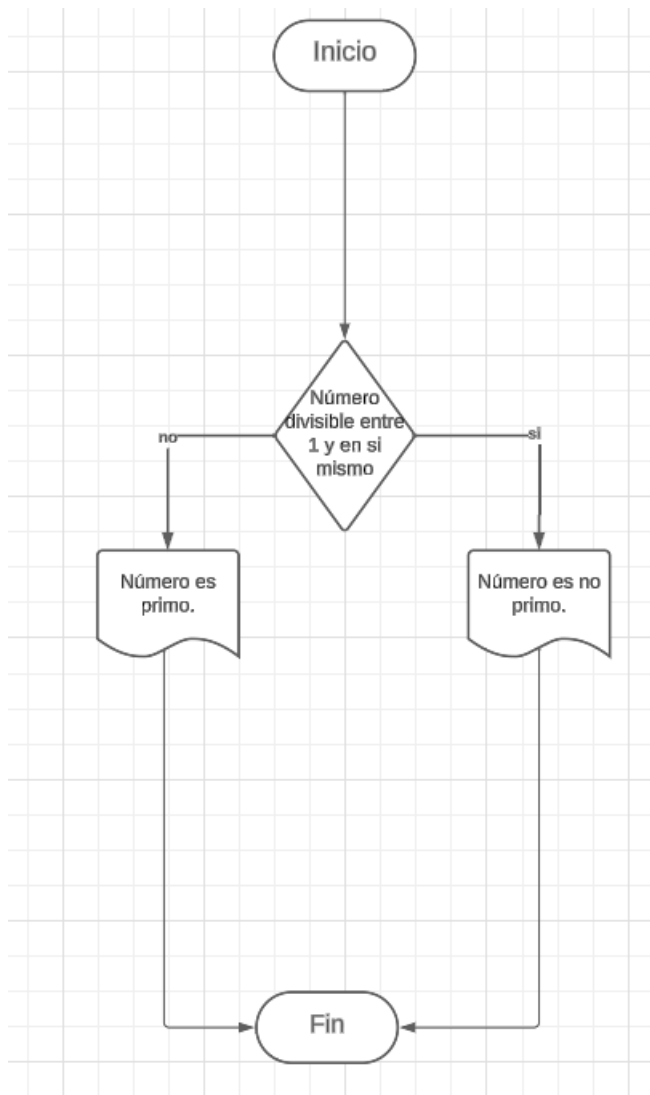 Inicio
Número
divisible entre
1 y en si
mismo
no
si
Número es
primo.
Número es no
primo.
Fin